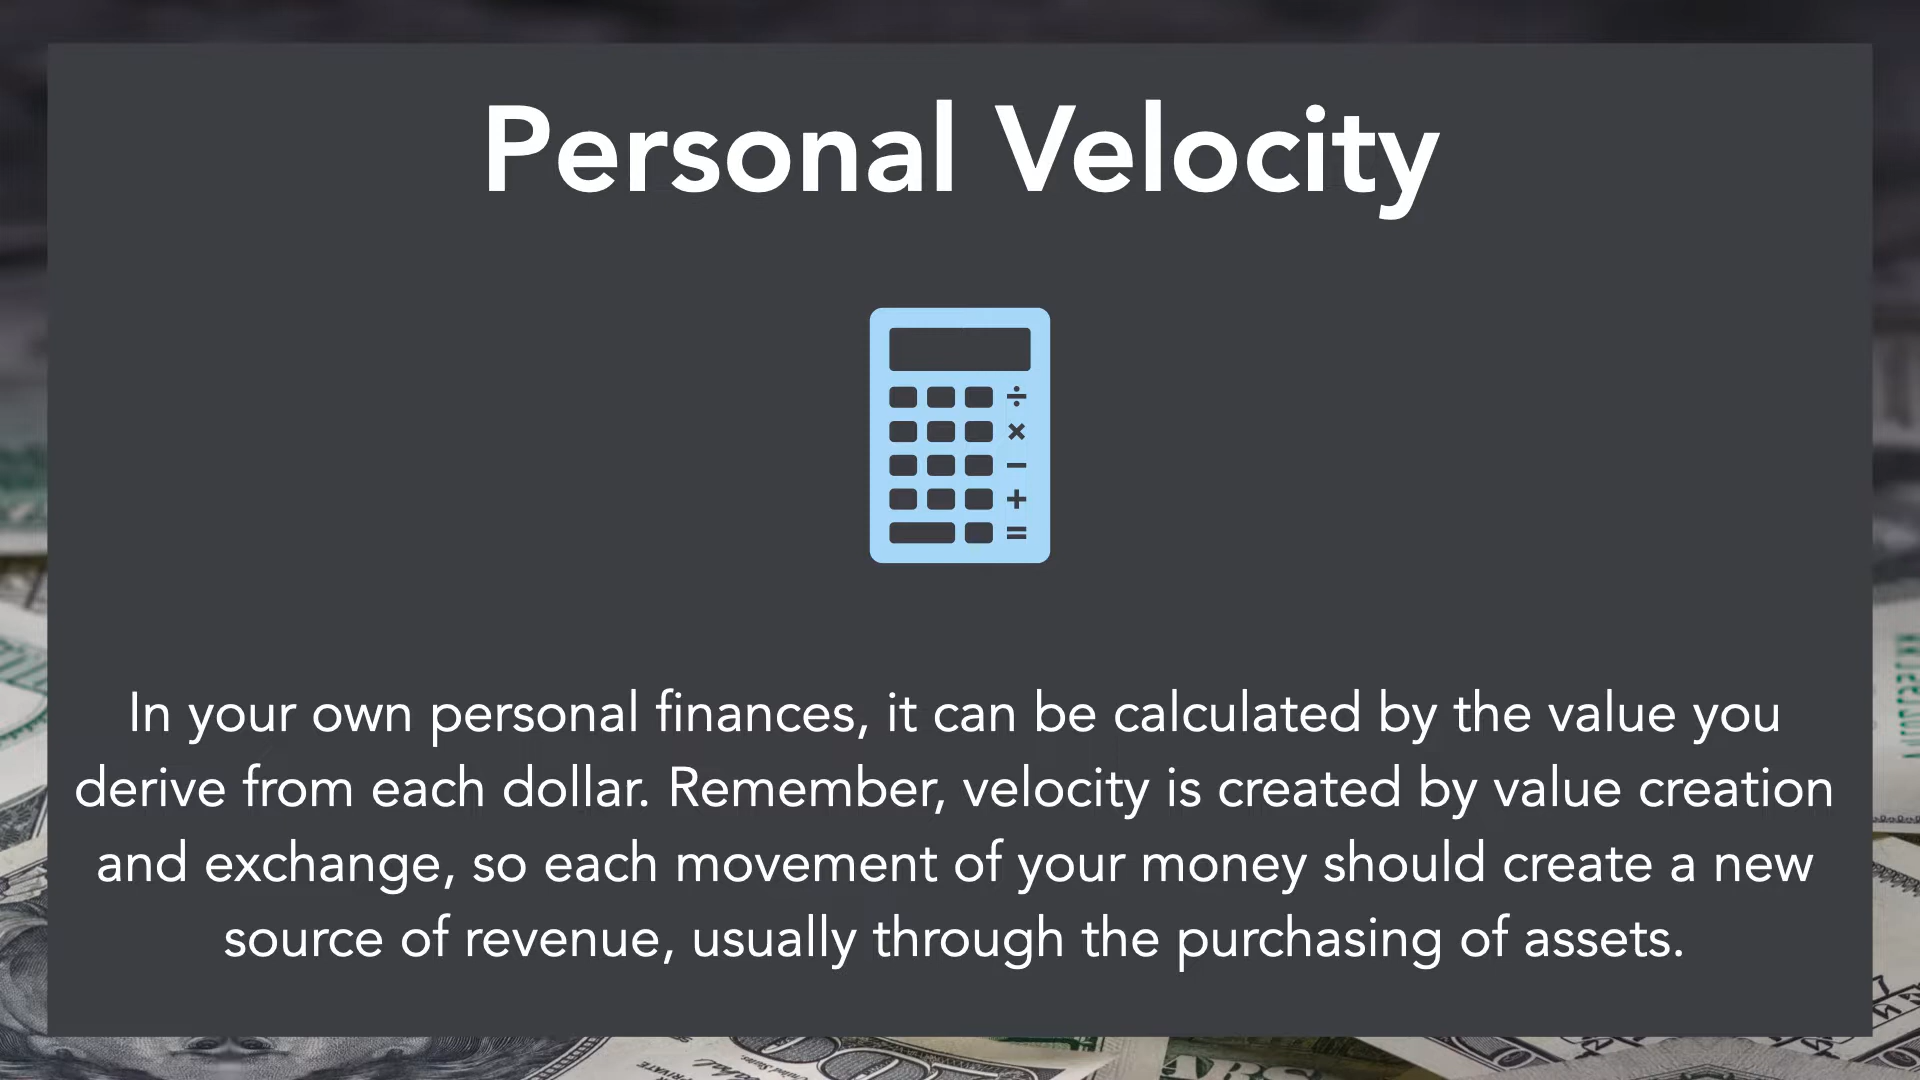 Personal Velocity
In your own personal finances, it can be calculated by the value you
derive from each dollar. Remember, velocity is created by value creation
and exchange, so each movement of your money should create a new
source of revenue, usually through the purchasing of assets.